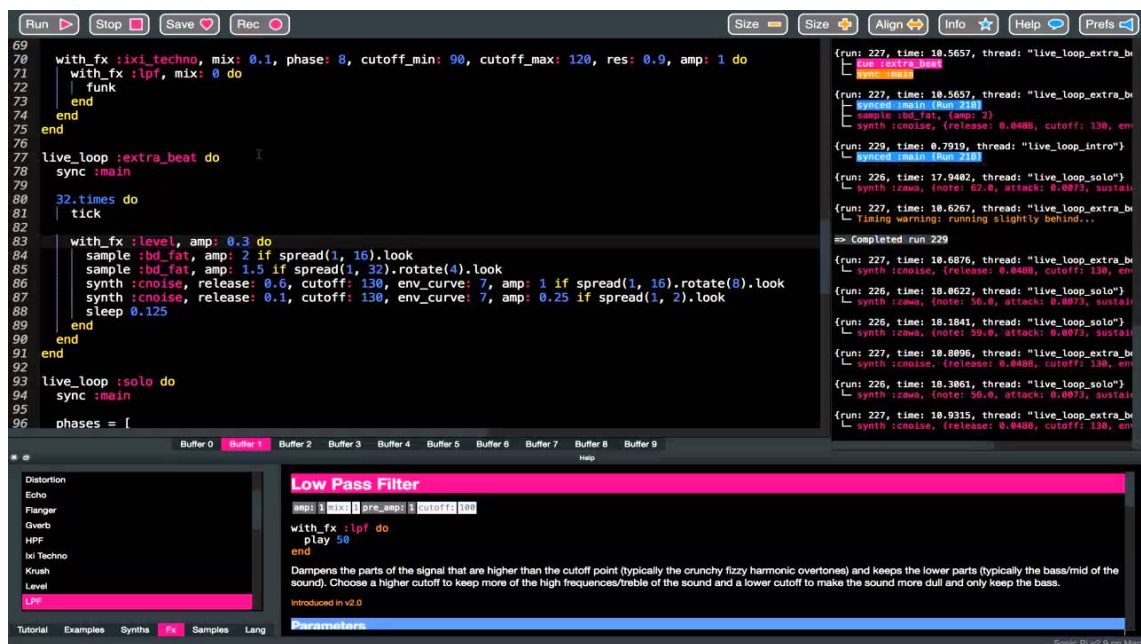 Run Stop Save Rec Size Size Align Info Help Prefs
69
70 with_fx :ixi_techno, mix: 0.1, phase: 8, cutoff_min: 90, cutoff_max: 120, res: 0.9, amp: 1 do
71 with_fx :lpf, mix: 0 do
72 funk
73 end
74 end
75 end
76
77 live_loop :extra_beat do
78 sync :main
79
80 32.times do
81 tick
82
83 with_fx :level, amp: 0.3 do
84 sample :bd_fat, amp: 2 if spread(1, 16).look
85 sample :bd_fat, amp: 1.5 if spread(1, 32).rotate(4).look
86 synth :cnoise, release: 0.6, cutoff: 130, env_curve: 7, amp: 1 if spread(1, 16).rotate(8).look
87 synth :cnoise, release: 0.1, cutoff: 130, env_curve: 7, amp: 0.25 if spread(1, 2).look
88 sleep 0.125
89 end
90 end
91 end
92
93 live_loop :solo do
94 sync :main
95
96 phases = [
{run: 227, time: 10.5657, thread: "live_loop_extra_be
cue :extra_beat
sync :main
{run: 227, time: 10.5657, thread: "live_loop_extra_be
synced :main (Run 218)
sample :bd_fat, {amp: 2}
synth :cnoise, {release: 0.0488, cutoff: 130, env
{run: 229, time: 0.7919, thread: "live_loop_intro"}
synced :main (Run 218)
{run: 226, time: 17.9402, thread: "live_loop_solo"}
synth :zawa, {note: 62.0, attack: 0.0073, sustai
{run: 227, time: 10.6267, thread: "live_loop_extra_be
Timing warning: running slightly behind...
=> Completed run 229
{run: 227, time: 10.6876, thread: "live_loop_extra_be
synth :cnoise, {release: 0.0488, cutoff: 130, env
{run: 226, time: 18.0622, thread: "live_loop_solo"}
synth :zawa, {note: 56.0, attack: 0.0073, sustai
{run: 226, time: 18.1841, thread: "live_loop_solo"}
synth :zawa, {note: 59.0, attack: 0.0073, sustai
{run: 227, time: 10.8096, thread: "live_loop_extra_be
synth :cnoise, {release: 0.0488, cutoff: 130, env
{run: 226, time: 18.3061, thread: "live_loop_solo"}
synth :zawa, {note: 56.0, attack: 0.0073, sustai
{run: 227, time: 10.9315, thread: "live_loop_extra_be
synth :cnoise, {release: 0.0488, cutoff: 130, env
Buffer 0 Buffer 1 Buffer 2 Buffer 3 Buffer 4 Buffer 5 Buffer 6 Buffer 7 Buffer 8 Buffer 9
Help
Distortion
Echo
Flanger
Gverb
HPF
Ixi Techno
Krush
Level
LPF
Tutorial Examples Synths Fx Samples Lang
Low Pass Filter
amp: 1 mix: 1 pre_amp: 1 cutoff: 100
with_fx :lpf do
play 50
end
Dampens the parts of the signal that are higher than the cutoff point (typically the crunchy fizzy harmonic overtones) and keeps the lower parts (typically the bass/mid of the
sound). Choose a higher cutoff to keep more of the high frequences/treble of the sound and a lower cutoff to make the sound more dull and only keep the bass.
Introduced in v2.0
Parameters